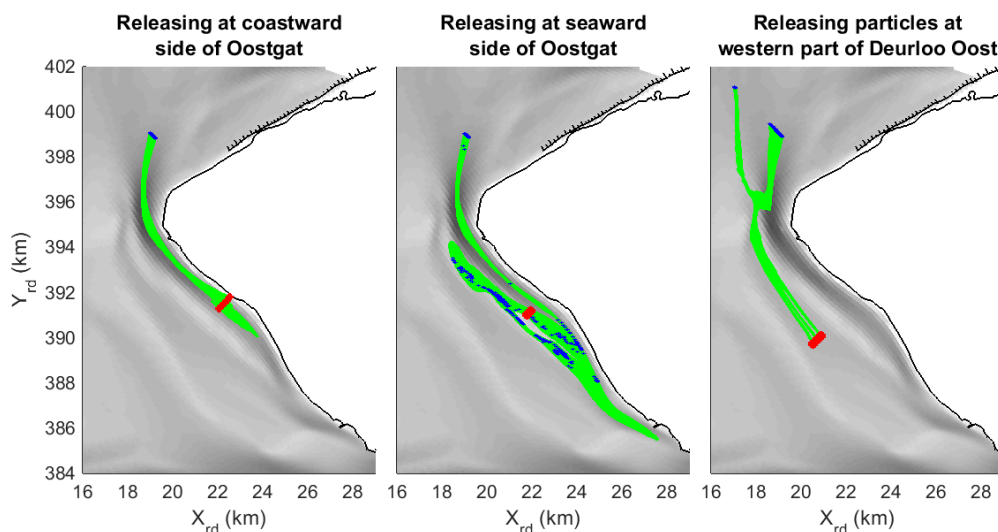 Releasing at coastward
side of Oostgat
Releasing at seaward
side of Oostgat
Releasing particles at
western part of Deurloo Oost
402
400
398
396
394
392
390
388
386
384
Y_rd (km)
16 18 20 22 24 26 28
16 18 20 22 24 26 28
16 18 20 22 24 26 28
X_rd (km)
X_rd (km)
X_rd (km)